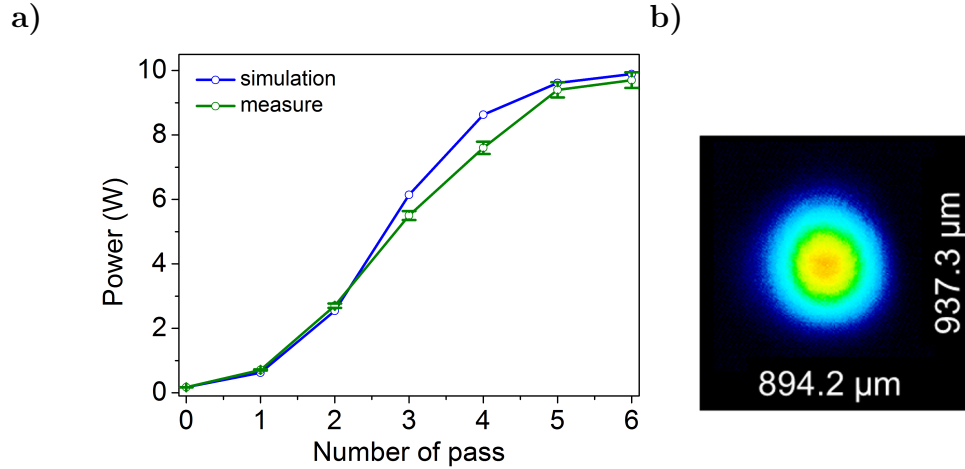 a)
b)
simulation
measure
10
8
6
4
2
0
0 1 2 3 4 5 6
Power (W)
Number of pass
937.3 µm
894.2 µm